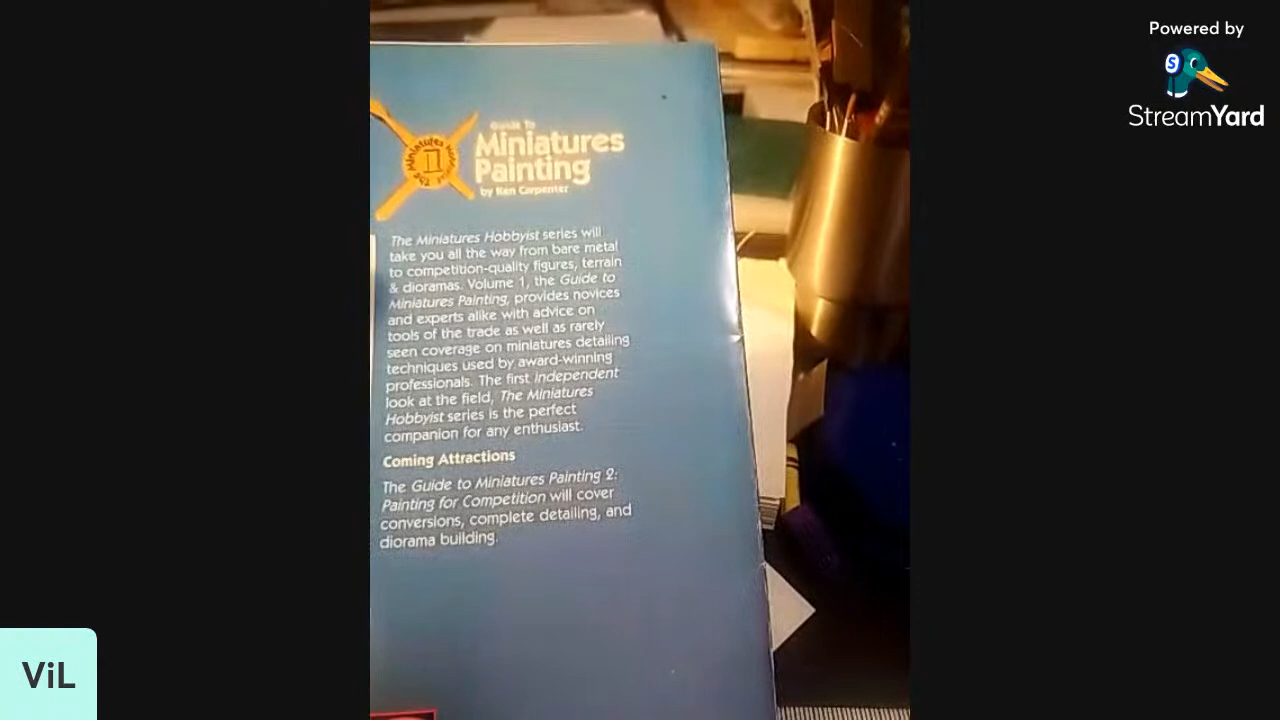 Powered by
StreamYard
Guide To
Miniatures
Painting
by Ken Carpenter
The Miniatures Hobbyist series will
take you all the way from bare metal
to competition-quality figures, terrain
& dioramas. Volume 1, the Guide to
Miniatures Painting, provides novices
and experts alike with advice on
tools of the trade as well as rarely
seen coverage on miniatures detailing
techniques used by award-winning
professionals. The first independent
look at the field, The Miniatures
Hobbyist series is the perfect
companion for any enthusiast.
Coming Attractions
The Guide to Miniatures Painting 2:
Painting for Competition will cover
conversions, complete detailing, and
diorama building.
ViL